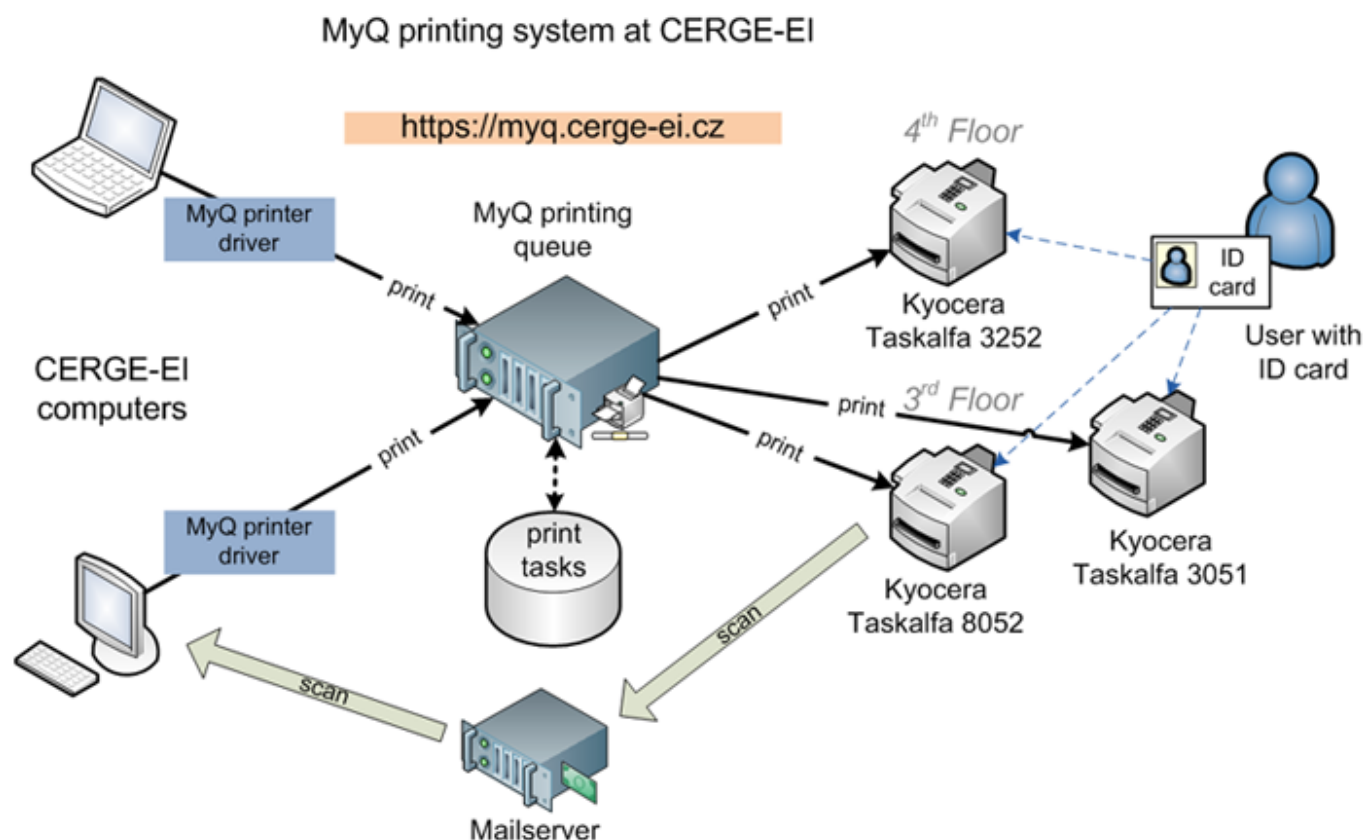 MyQ printing system at CERGE-EI
https://myq.cerge-ei.cz
4th Floor
MyQ printer
driver
MyQ printing
queue
ID
card
print
print
Kyocera
Taskalfa 3252
User with
ID card
CERGE-EI
computers
print
print
3rd Floor
print
MyQ printer
driver
print
tasks
Kyocera
Taskalfa 3051
Kyocera
Taskalfa 8052
scan
scan
Mailserver